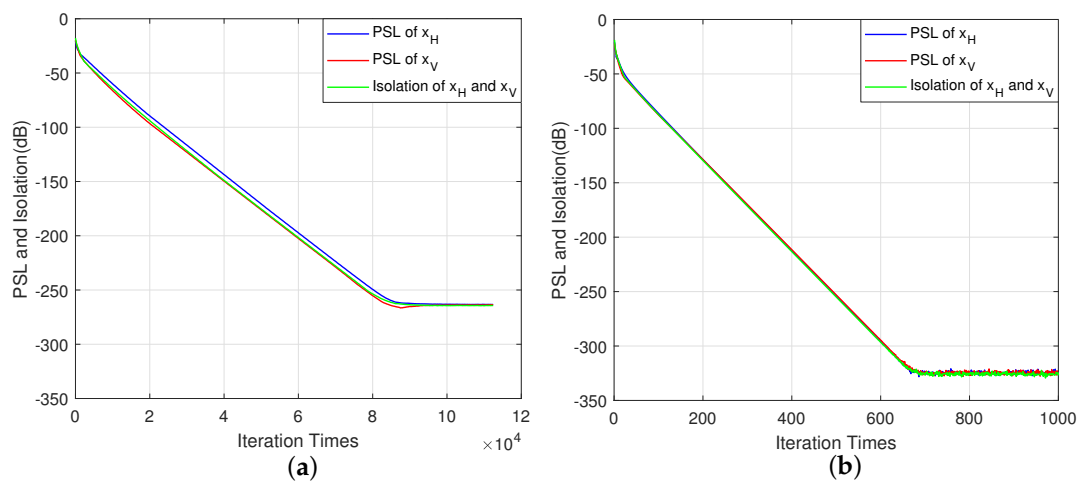 0
-50
-100
-150
-200
-250
-300
-350
PSL and Isolation(dB)
0 2 4 6 8 10 12
Iteration Times
×10^4
PSL of x_H
PSL of x_V
Isolation of x_H and x_V
(a)
0
-50
-100
-150
-200
-250
-300
-350
PSL and Isolation(dB)
0 200 400 600 800 1000
Iteration Times
PSL of x_H
PSL of x_V
Isolation of x_H and x_V
(b)